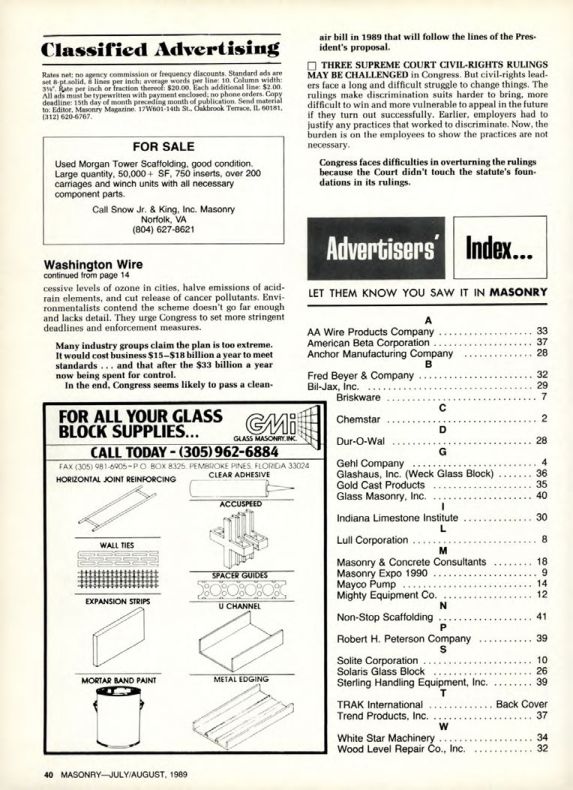 Classified Advertising
Rates net; no agency commission or frequency discounts. Standard ads are
set 8-pt. solid, 8 lines per inch; average words per line: 10. Column width:
3¼". Rate per inch or fraction thereof: $20.00. Each additional line: $2.00.
All ads must be typewritten with payment enclosed; no phone orders. Copy
deadline: 15th day of month preceding month of publication. Send material
to: Editor, Masonry Magazine. 17W601-14th St., Oakbrook Terrace, IL 60181,
(312) 620-6767.
FOR SALE
Used Morgan Tower Scaffolding, good condition.
Large quantity, 50,000+ SF, 750 inserts, over 200
carriages and winch units with all necessary
component parts.
Call Snow Jr. & King, Inc. Masonry
Norfolk, VA
(804) 627-8621
Washington Wire
continued from page 14
cessive levels of ozone in cities, halve emissions of acid-
rain elements, and cut release of cancer pollutants. Envi-
ronmentalists contend the scheme doesn't go far enough
and lacks detail. They urge Congress to set more stringent
deadlines and enforcement measures.
Many industry groups claim the plan is too extreme.
It would cost business $15–$18 billion a year to meet
standards . . . and that after the $33 billion a year
now being spent for control.
In the end, Congress seems likely to pass a clean-
air bill in 1989 that will follow the lines of the Pres-
ident's proposal.
□ THREE SUPREME COURT CIVIL-RIGHTS RULINGS
MAY BE CHALLENGED in Congress. But civil-rights lead-
ers face a long and difficult struggle to change things. The
rulings make discrimination suits harder to bring, more
difficult to win and more vulnerable to appeal in the future
if they turn out successfully. Earlier, employers had to
justify any practices that worked to discriminate. Now, the
burden is on the employees to show the practices are not
necessary.
Congress faces difficulties in overturning the rulings
because the Court didn't touch the statute's foun-
dations in its rulings.
FOR ALL YOUR GLASS
BLOCK SUPPLIES...
GMi
GLASS MASONRY, INC.
CALL TODAY - (305) 962-6884
FAX (305) 981-6905 – P.O. BOX 8325, PEMBROKE PINES, FLORIDA 33024
HORIZONTAL JOINT REINFORCING
CLEAR ADHESIVE
ACCUSPEED
WALL TIES
SPACER GUIDES
EXPANSION STRIPS
U CHANNEL
MORTAR BAND PAINT
METAL EDGING
Advertisers' Index...
LET THEM KNOW YOU SAW IT IN MASONRY
A
AA Wire Products Company . . . . . . . . . . . . . . . . . 33
American Beta Corporation . . . . . . . . . . . . . . . . . 37
Anchor Manufacturing Company . . . . . . . . . . . . . 28
B
Fred Beyer & Company . . . . . . . . . . . . . . . . . . . . 32
Bil-Jax, Inc. . . . . . . . . . . . . . . . . . . . . . . . . . . . . 29
Briskware . . . . . . . . . . . . . . . . . . . . . . . . . . . 7
C
Chemstar . . . . . . . . . . . . . . . . . . . . . . . . . . . 2
D
Dur-O-Wal . . . . . . . . . . . . . . . . . . . . . . . . . . 28
G
Gehl Company . . . . . . . . . . . . . . . . . . . . . . . 4
Glashaus, Inc. (Weck Glass Block) . . . . . . . 36
Gold Cast Products . . . . . . . . . . . . . . . . . . . 35
Glass Masonry, Inc. . . . . . . . . . . . . . . . . . . . 40
I
Indiana Limestone Institute . . . . . . . . . . . . . 30
L
Lull Corporation . . . . . . . . . . . . . . . . . . . . . . 8
M
Masonry & Concrete Consultants . . . . . . . . 18
Masonry Expo 1990 . . . . . . . . . . . . . . . . . . . 9
Mayco Pump . . . . . . . . . . . . . . . . . . . . . . . . 14
Mighty Equipment Co. . . . . . . . . . . . . . . . . . 12
N
Non-Stop Scaffolding . . . . . . . . . . . . . . . . . . 41
P
Robert H. Peterson Company . . . . . . . . . . . 39
S
Solite Corporation . . . . . . . . . . . . . . . . . . . . 10
Solaris Glass Block . . . . . . . . . . . . . . . . . . . 26
Sterling Handling Equipment, Inc. . . . . . . . . 39
T
TRAK International . . . . . . . . . . . . Back Cover
Trend Products, Inc. . . . . . . . . . . . . . . . . . . 37
W
White Star Machinery . . . . . . . . . . . . . . . . . . 34
Wood Level Repair Co., Inc. . . . . . . . . . . . . 32
40 MASONRY—JULY/AUGUST, 1989